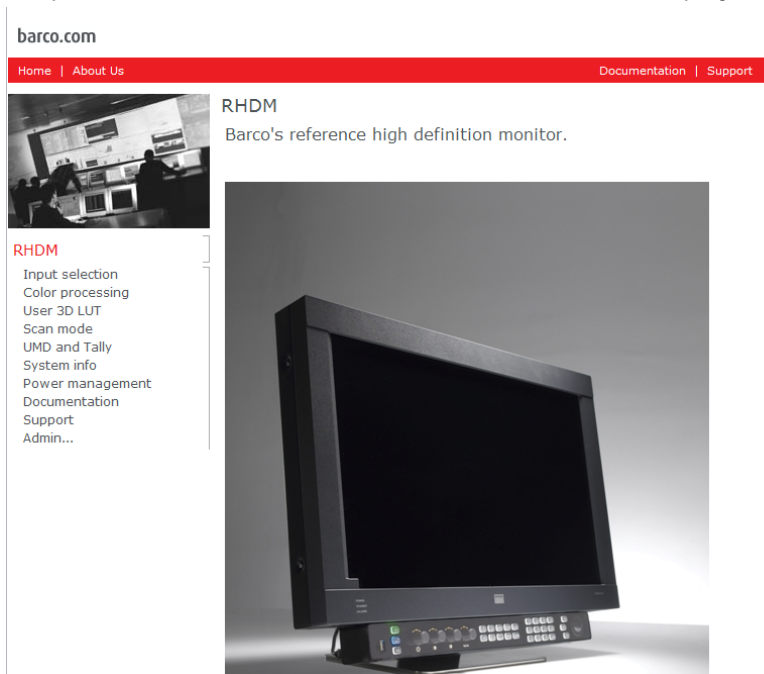 barco.com
Home | About Us
Documentation | Support
RHDM
Barco's reference high definition monitor.
RHDM
Input selection
Color processing
User 3D LUT
Scan mode
UMD and Tally
System info
Power management
Documentation
Support
Admin...